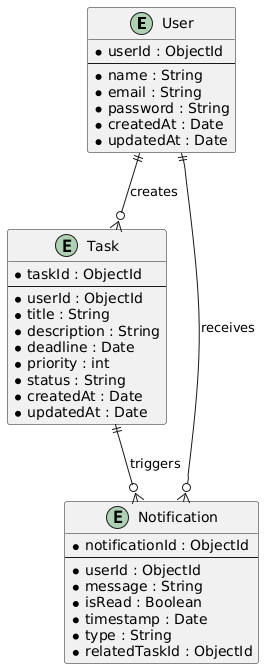 E User
* userId : ObjectId
* name : String
* email : String
* password : String
* createdAt : Date
* updatedAt : Date
creates
E Task
* taskId : ObjectId
* userId : ObjectId
* title : String
* description : String
* deadline : Date
* priority : int
* status : String
* createdAt : Date
* updatedAt : Date
receives
triggers
E Notification
* notificationId : ObjectId
* userId : ObjectId
* message : String
* isRead : Boolean
* timestamp : Date
* type : String
* relatedTaskId : ObjectId